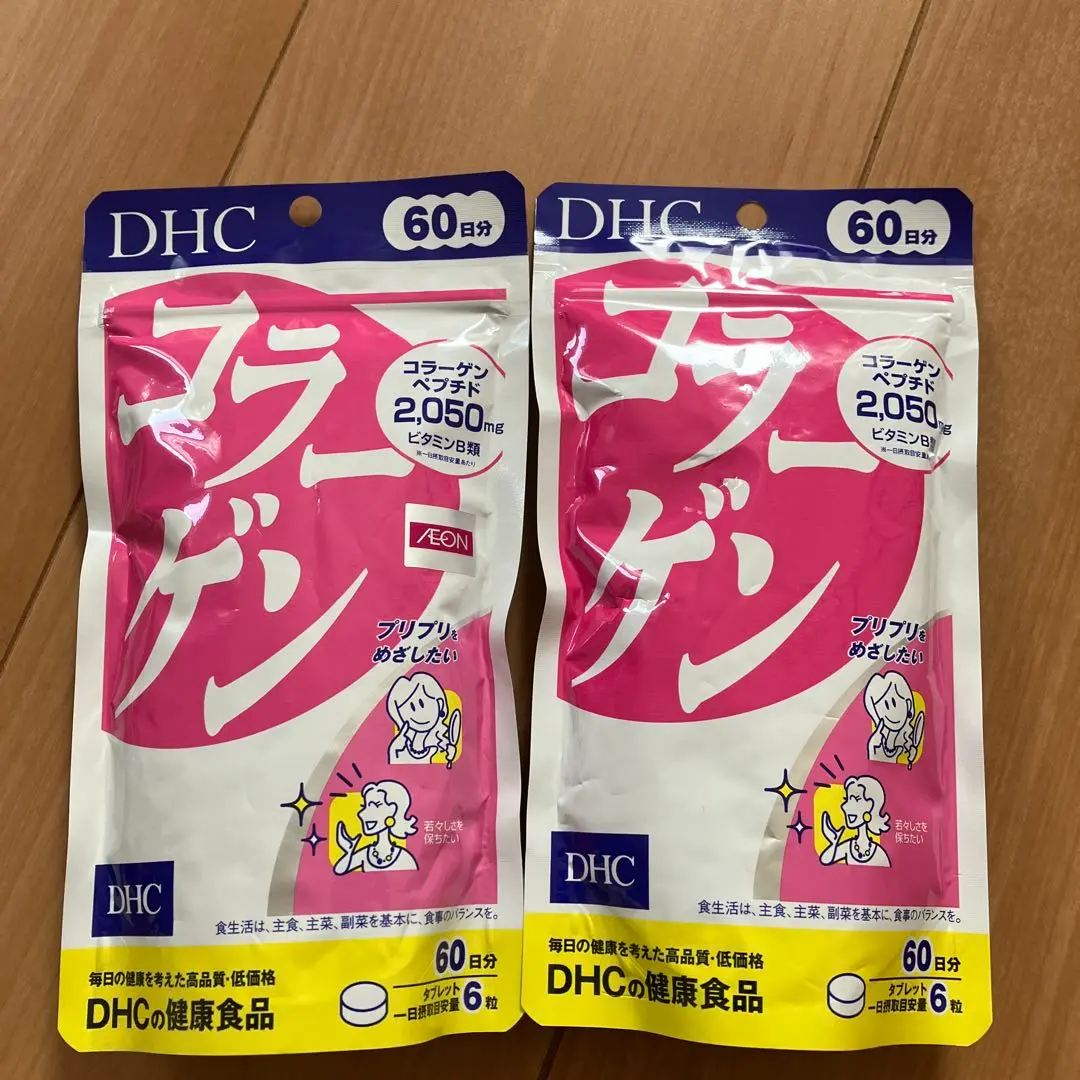 DHC
60日分
コラーゲン
コラーゲン
ペプチド
2,050mg
ビタミンB類
※一日摂取目安量あたり
ÆON
プリプリを
めざしたい
若々しさを
保ちたい
DHC
食生活は、主食、主菜、副菜を基本に、食事のバランスを。
毎日の健康を考えた高品質・低価格
DHCの健康食品
60日分
タブレット
一日摂取目安量6粒
DHC
60日分
コラーゲン
コラーゲン
ペプチド
2,050mg
ビタミンB類
※一日摂取目安量あ
プリプリを
めざしたい
若々しさを
保ちたい
DHC
食生活は、主食、主菜、副菜を基本に、食事のバランスを。
毎日の健康を考えた高品質・低価格
DHCの健康食品
60日分
タブレット
一日摂取目安量6粒